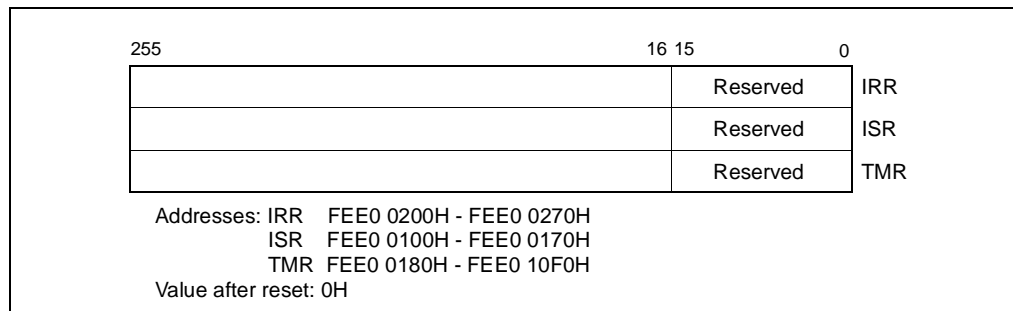 255 16 15 0
Reserved IRR
Reserved ISR
Reserved TMR
Addresses: IRR FEE0 0200H - FEE0 0270H
ISR FEE0 0100H - FEE0 0170H
TMR FEE0 0180H - FEE0 10F0H
Value after reset: 0H